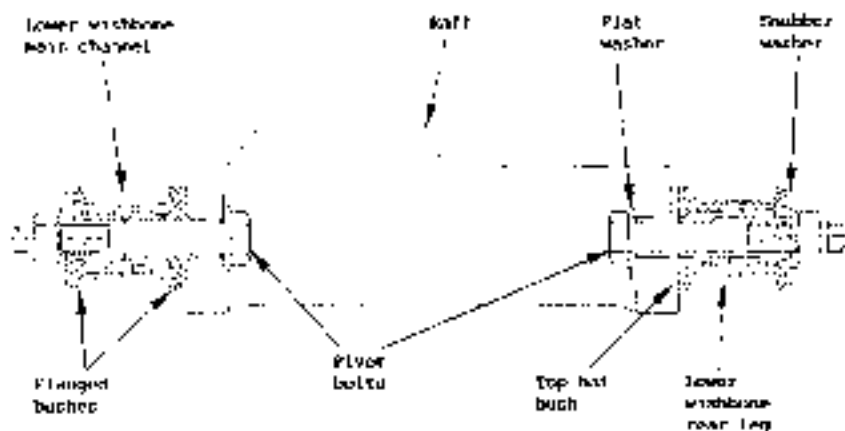 Lower wishbone
main channel
Raft
Flat
washer
Snubber
washer
Flanged
bushes
Pivot
bolts
Top hat
bush
Lower
wishbone
rear leg